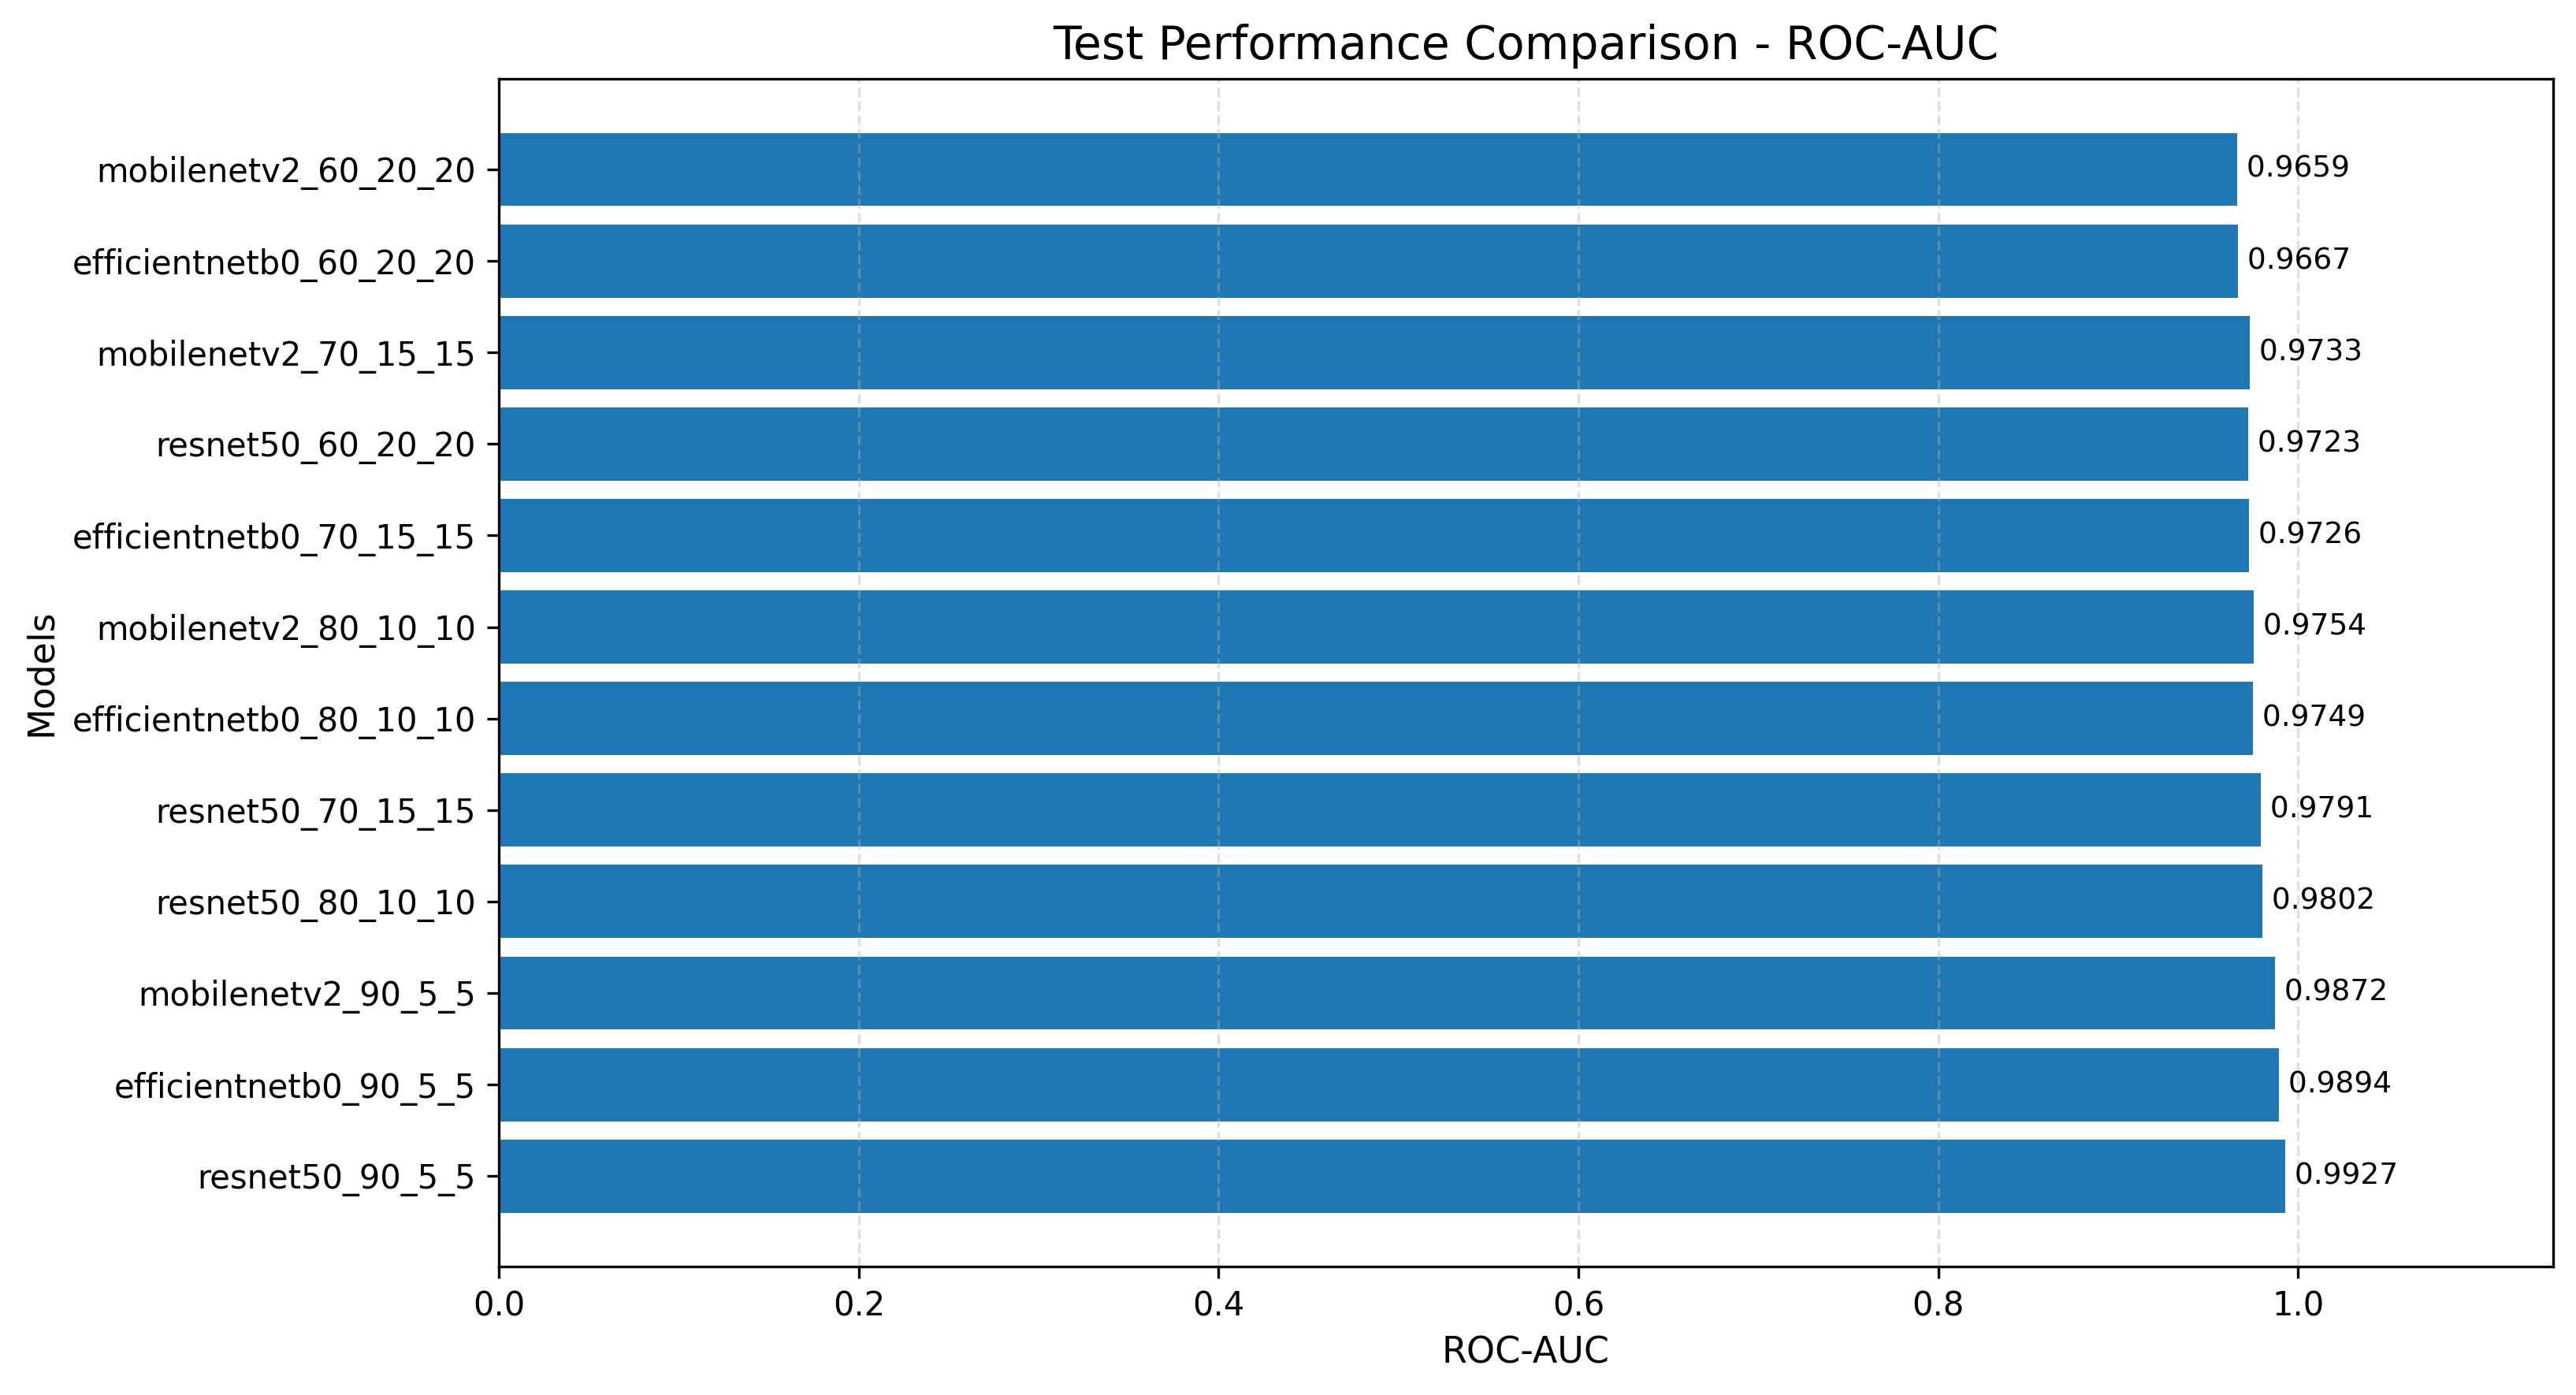 Test Performance Comparison - ROC-AUC
mobilenetv2_60_20_20 0.9659
efficientnetb0_60_20_20 0.9667
mobilenetv2_70_15_15 0.9733
resnet50_60_20_20 0.9723
efficientnetb0_70_15_15 0.9726
mobilenetv2_80_10_10 0.9754
efficientnetb0_80_10_10 0.9749
resnet50_70_15_15 0.9791
resnet50_80_10_10 0.9802
mobilenetv2_90_5_5 0.9872
efficientnetb0_90_5_5 0.9894
resnet50_90_5_5 0.9927
Models
0.0 0.2 0.4 0.6 0.8 1.0
ROC-AUC